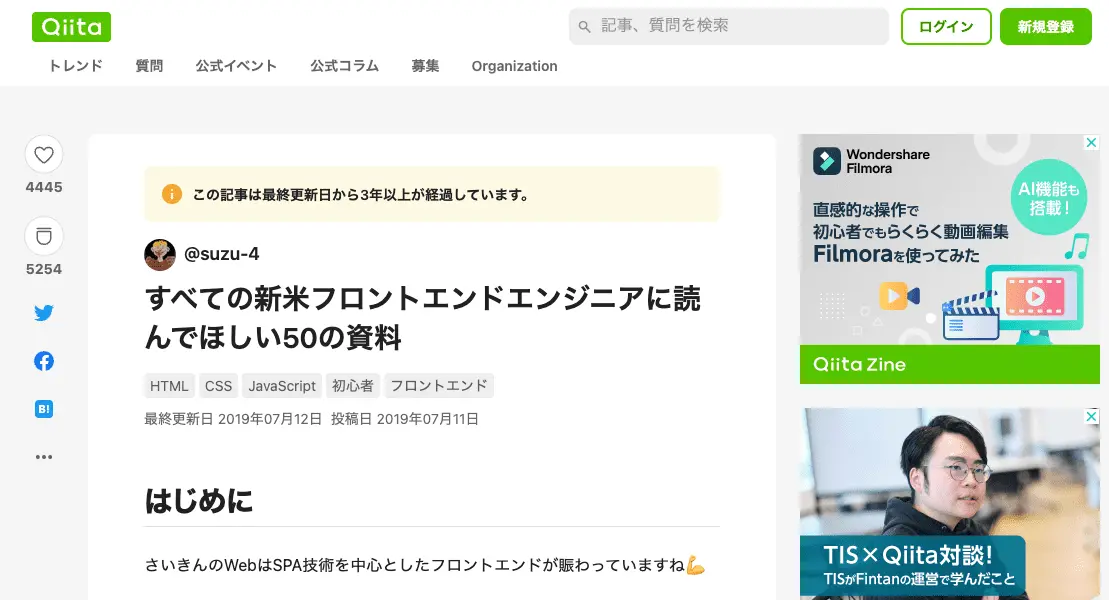 Qiita
記事、質問を検索
ログイン
新規登録
トレンド
質問
公式イベント
公式コラム
募集
Organization
4445
5254
B!
この記事は最終更新日から3年以上が経過しています。
@suzu-4
すべての新米フロントエンドエンジニアに読
んでほしい50の資料
HTML
CSS
JavaScript
初心者
フロントエンド
最終更新日 2019年07月12日 投稿日 2019年07月11日
はじめに
さいきんのWebはSPA技術を中心としたフロントエンドが賑わっていますね💪
Wondershare
Filmora
AI機能も
搭載！
直感的な操作で
初心者でもらくらく動画編集
Filmoraを使ってみた
Qiita Zine
TIS×Qiita対談!
TISがFintanの運営で学んだこと